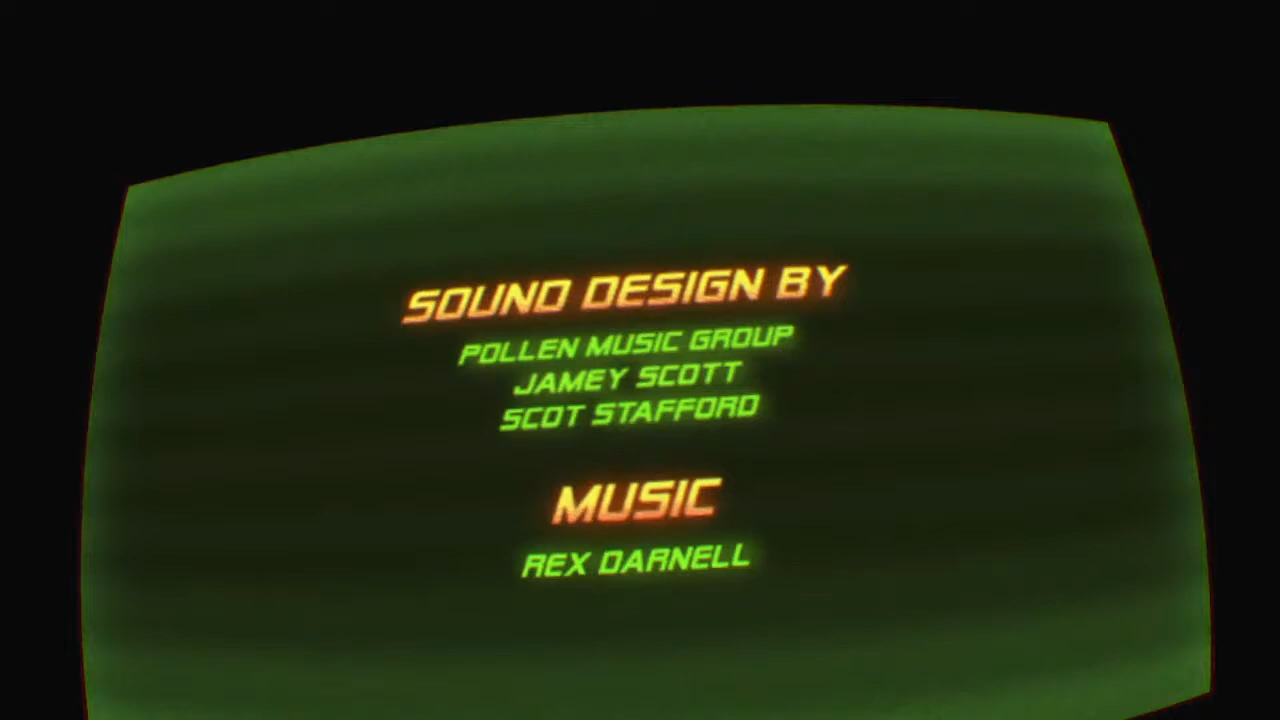 SOUND DESIGN BY
POLLEN MUSIC GROUP
JAMEY SCOTT
SCOT STAFFORD
MUSIC
REX DARNELL